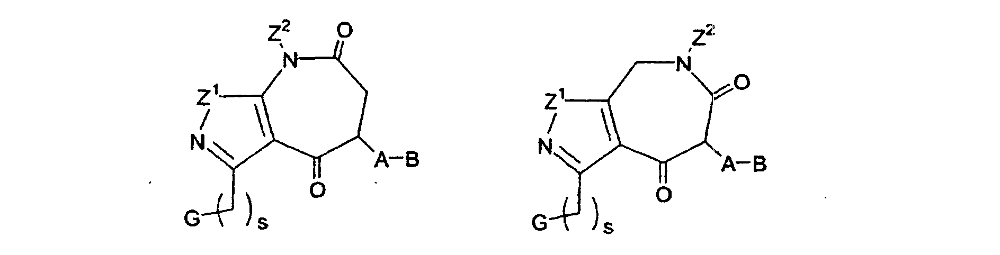 Z² O Z²
N N
O
Z¹ Z¹
N N
A–B A–B
O O
G ( )s G ( )s